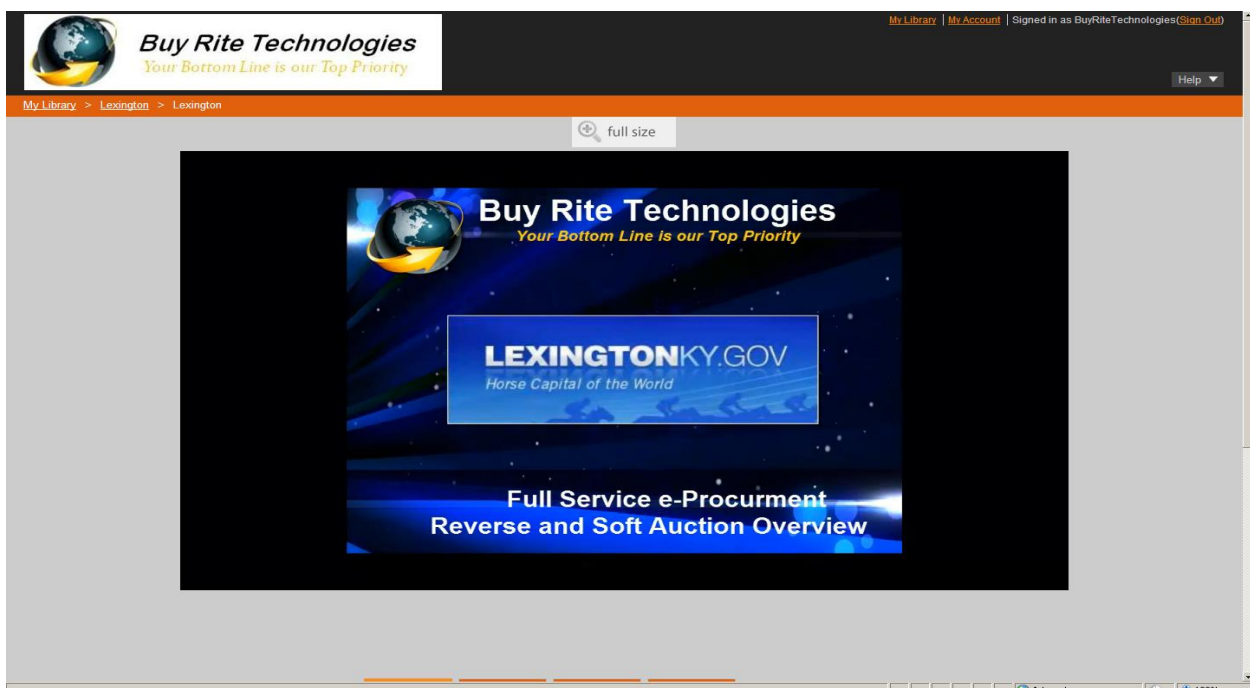 My Library | My Account | Signed in as BuyRiteTechnologies(Sign Out)
Buy Rite Technologies
Your Bottom Line is our Top Priority
Help ▼
My Library > Lexington > Lexington
full size
Buy Rite Technologies
Your Bottom Line is our Top Priority
LEXINGTONKY.GOV
Horse Capital of the World
Full Service e-Procurment
Reverse and Soft Auction Overview